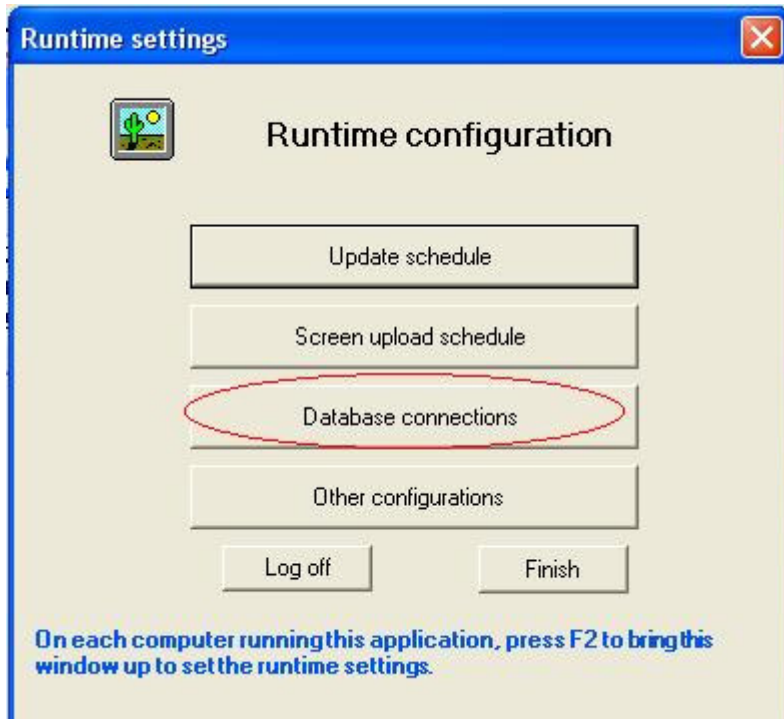 Runtime settings
Runtime configuration
Update schedule
Screen upload schedule
Database connections
Other configurations
Log off
Finish
On each computer running this application, press F2 to bring this
window up to set the runtime settings.